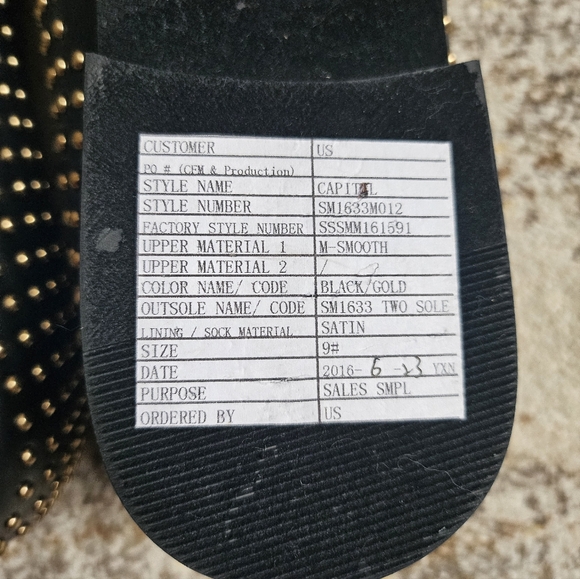 CUSTOMER US
PO # (CFM & Production)
STYLE NAME CAPITAL
STYLE NUMBER SM1633M012
FACTORY STYLE NUMBER SSSMM161591
UPPER MATERIAL 1 M-SMOOTH
UPPER MATERIAL 2 /
COLOR NAME/ CODE BLACK/GOLD
OUTSOLE NAME/ CODE SM1633 TWO SOLE
LINING / SOCK MATERIAL SATIN
SIZE 9#
DATE 2016- 6 -23 YXN
PURPOSE SALES SMPL
ORDERED BY US